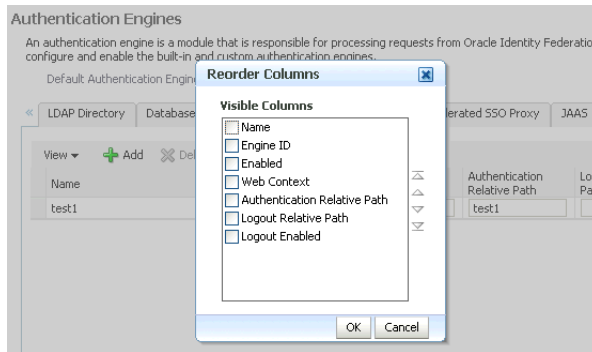 Authentication Engines
An authentication engine is a module that is responsible for processing requests from Oracle Identity Federatio
configure and enable the built-in and custom authentication engines.
Default Authentication Engin
Reorder Columns
Visible Columns
Name
Engine ID
Enabled
Web Context
Authentication Relative Path
Logout Relative Path
Logout Enabled
OK
Cancel
LDAP Directory
Database
erated SSO Proxy
JAAS
View
Add
Del
Name
Authentication
Relative Path
Lo
Pa
test1
test1